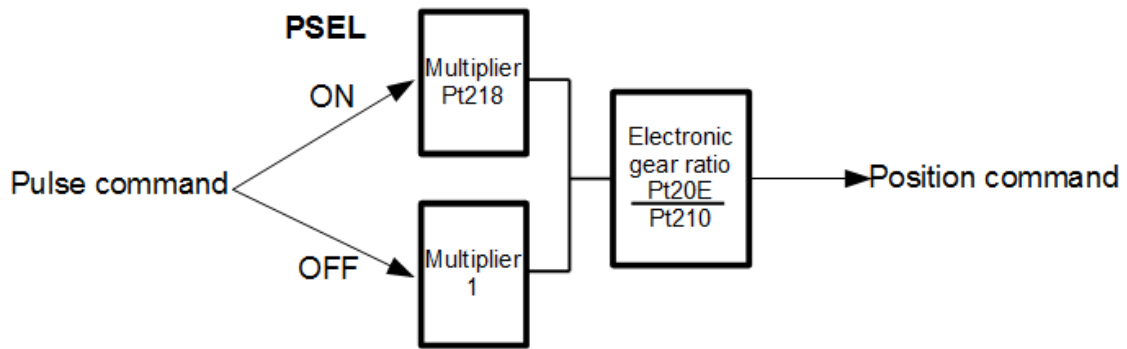 PSEL
ON
Multiplier
Pt218
Pulse command
OFF
Multiplier
1
Electronic
gear ratio
Pt20E
Pt210
Position command